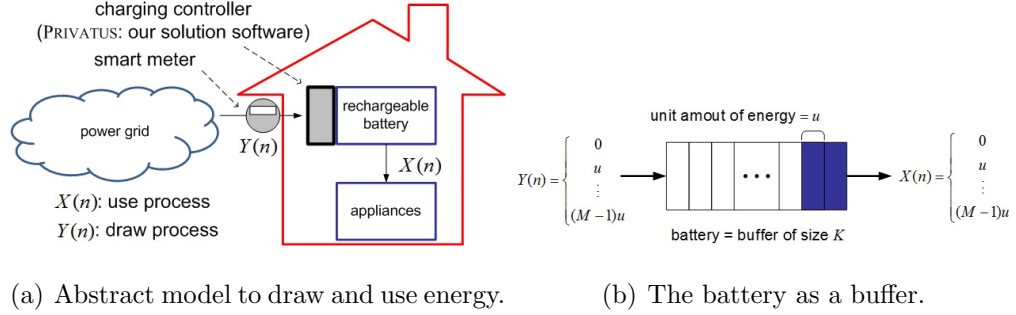 charging controller
(PRIVATUS: our solution software)
smart meter
power grid
Y(n)
rechargeable
battery
X(n)
appliances
X(n): use process
Y(n): draw process
(a) Abstract model to draw and use energy.
unit amout of energy = u
Y(n) = { 0
u
⋮
(M −1)u
•••
X(n) = { 0
u
⋮
(M −1)u
battery = buffer of size K
(b) The battery as a buffer.